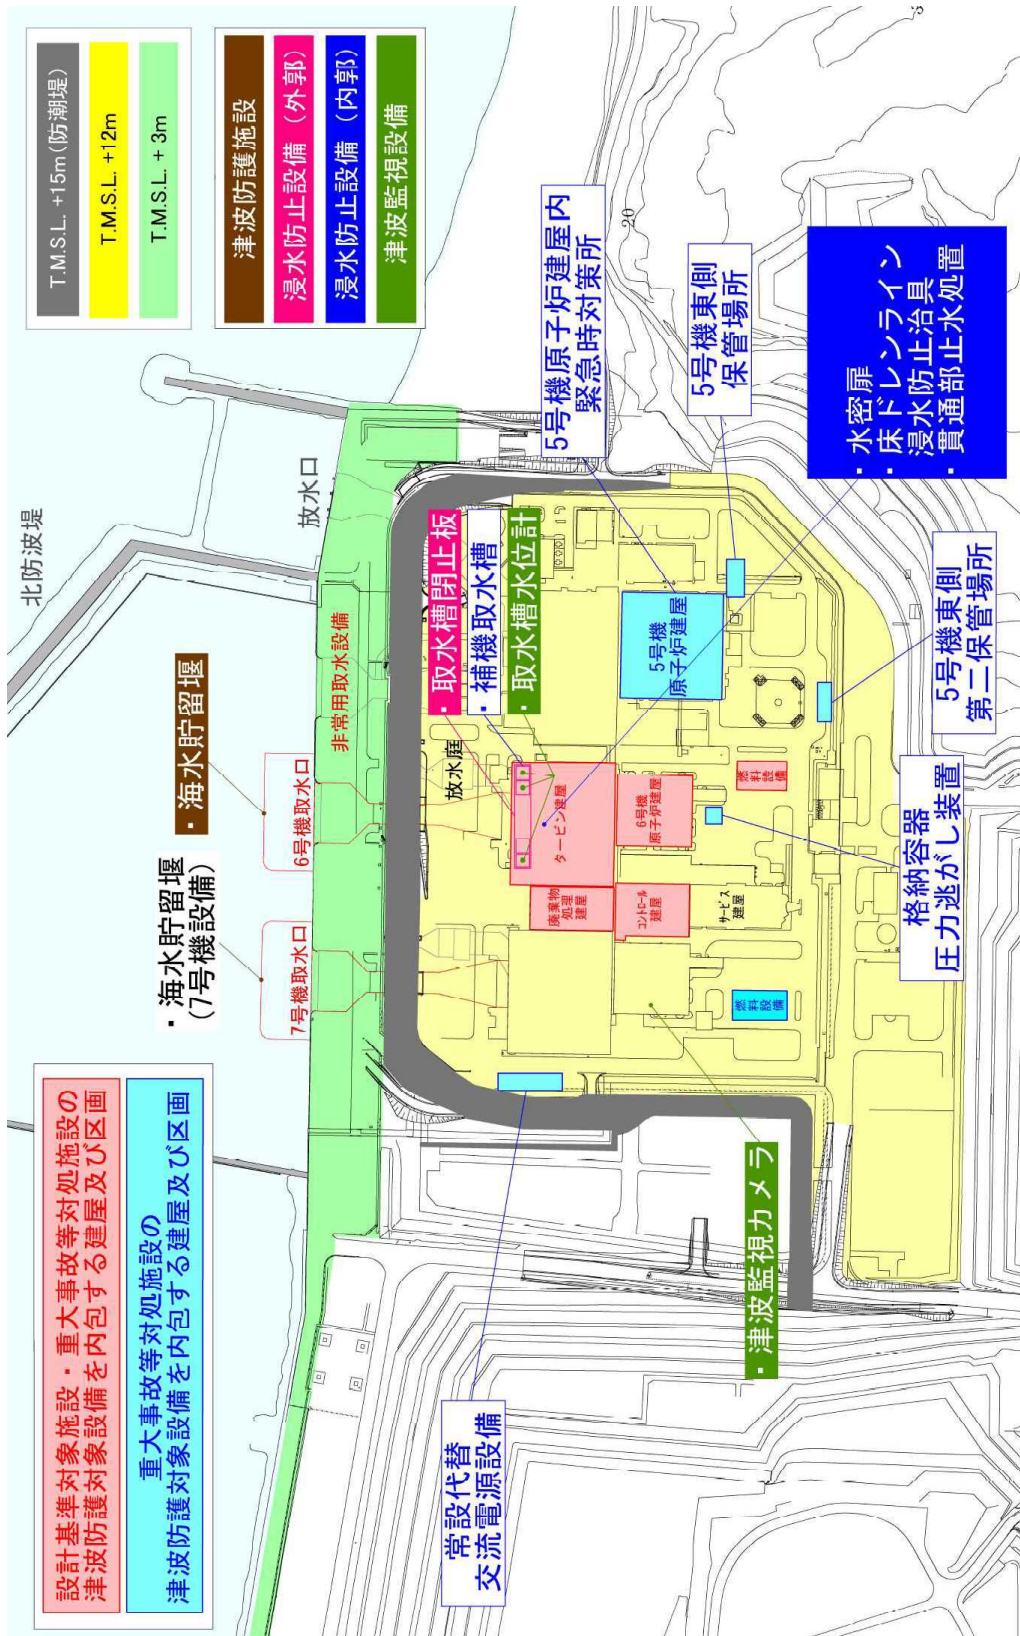 設計基準対象施設・重大事故等対処施設の
津波防護対象設備を内包する建屋及び区画
重大事故等対処施設の
津波防護対象設備を内包する建屋及び区画
T.M.S.L. +15m(防潮堤)
T.M.S.L. +12m
T.M.S.L. + 3m
津波防護施設
浸水防止設備（外郭）
浸水防止設備（内郭）
津波監視設備
北防波堤
放水口
・海水貯留堰
・海水貯留堰
(7号機設備)
7号機取水口
6号機取水口
非常用取水設備
放水庭
・取水槽閉止板
・補機取水槽
・取水槽水位計
タービン建屋
廃棄物
処理
建屋
コントロール
建屋
6号機
原子炉建屋
サービス
建屋
5号機
原子炉建屋
燃料設備
燃料設備
5号機原子炉建屋内
緊急時対策所
20
5号機東側
保管場所
・水密扉
・床ドレンライン
浸水防止治具
・貫通部止水処置
5号機東側
第二保管場所
格納容器
圧力逃がし装置
・津波監視カメラ
常設代替
交流電源設備